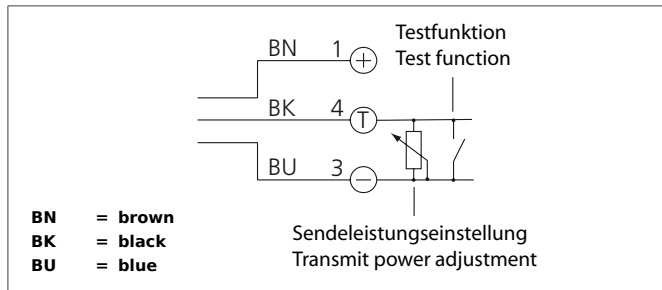 Testfunktion
Test function
BN 1 +
BK 4 T
BU 3 −
BN = brown
BK = black
BU = blue
Sendeleistungseinstellung
Transmit power adjustment